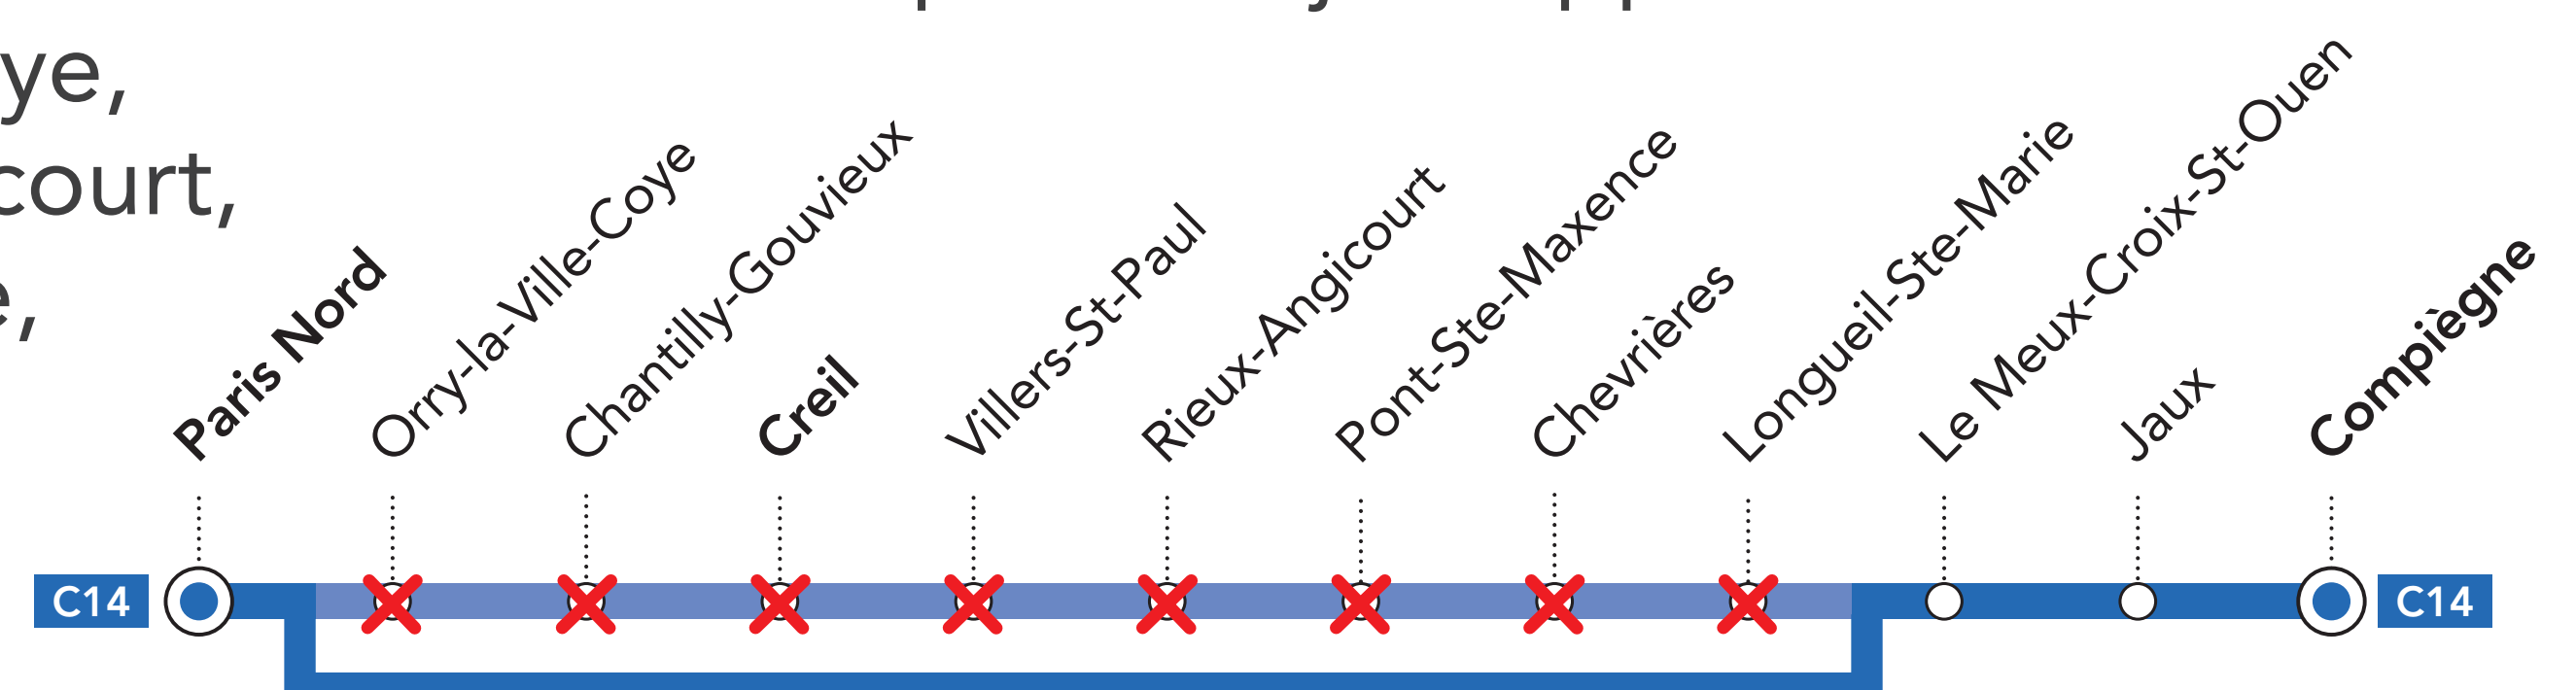 ye,
court,
Paris Nord
Orry-la-Ville-Coye
Chantilly-Gouvieux
Creil
Villers-St-Paul
Rieux-Angicourt
Pont-Ste-Maxence
Chevrières
Longueil-Ste-Marie
Le Meux-Croix-St-Ouen
Jaux
Compiègne
C14
C14